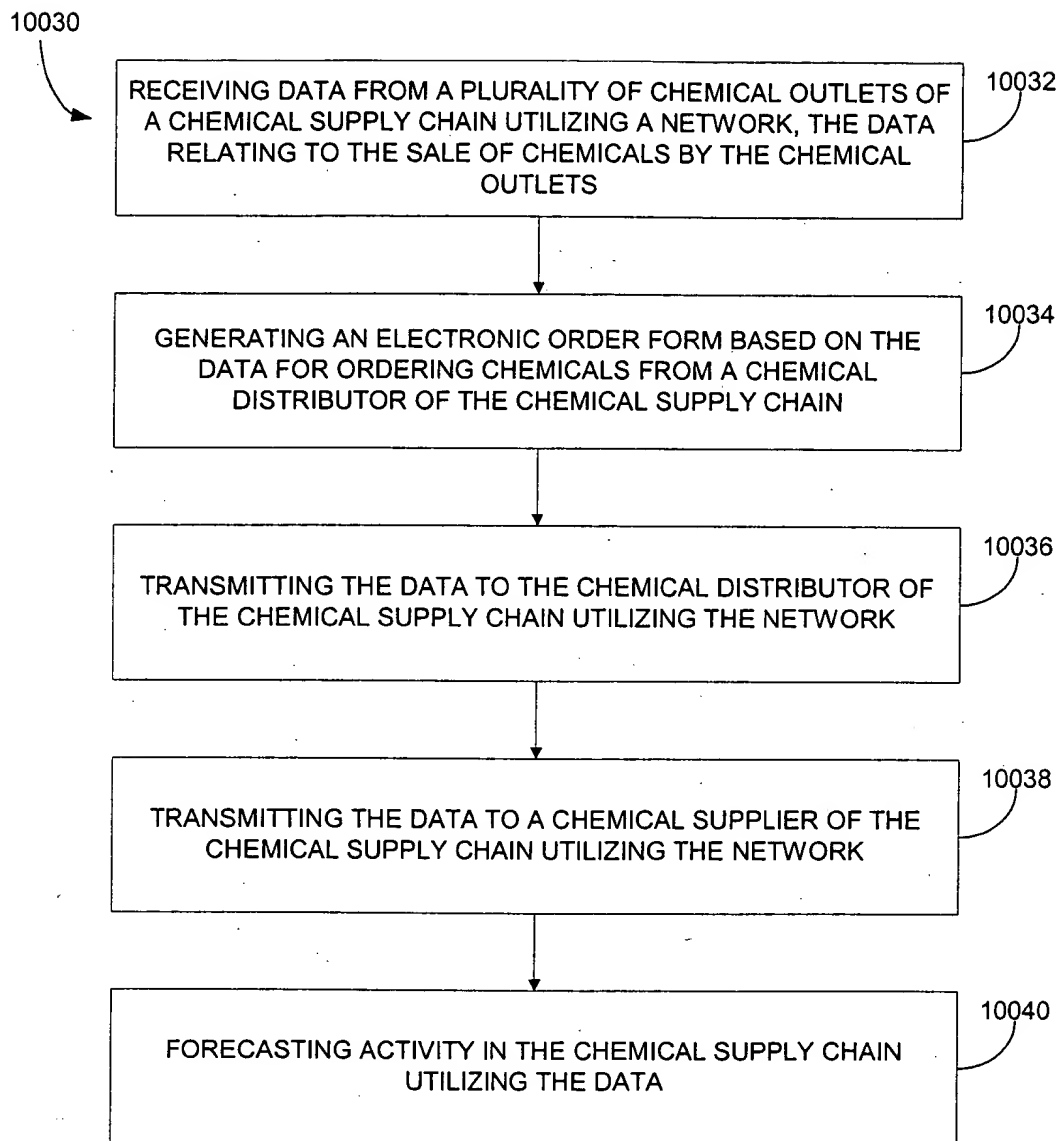 10030
RECEIVING DATA FROM A PLURALITY OF CHEMICAL OUTLETS OF
A CHEMICAL SUPPLY CHAIN UTILIZING A NETWORK, THE DATA
RELATING TO THE SALE OF CHEMICALS BY THE CHEMICAL
OUTLETS
10032
GENERATING AN ELECTRONIC ORDER FORM BASED ON THE
DATA FOR ORDERING CHEMICALS FROM A CHEMICAL
DISTRIBUTOR OF THE CHEMICAL SUPPLY CHAIN
10034
TRANSMITTING THE DATA TO THE CHEMICAL DISTRIBUTOR OF
THE CHEMICAL SUPPLY CHAIN UTILIZING THE NETWORK
10036
TRANSMITTING THE DATA TO A CHEMICAL SUPPLIER OF THE
CHEMICAL SUPPLY CHAIN UTILIZING THE NETWORK
10038
FORECASTING ACTIVITY IN THE CHEMICAL SUPPLY CHAIN
UTILIZING THE DATA
10040